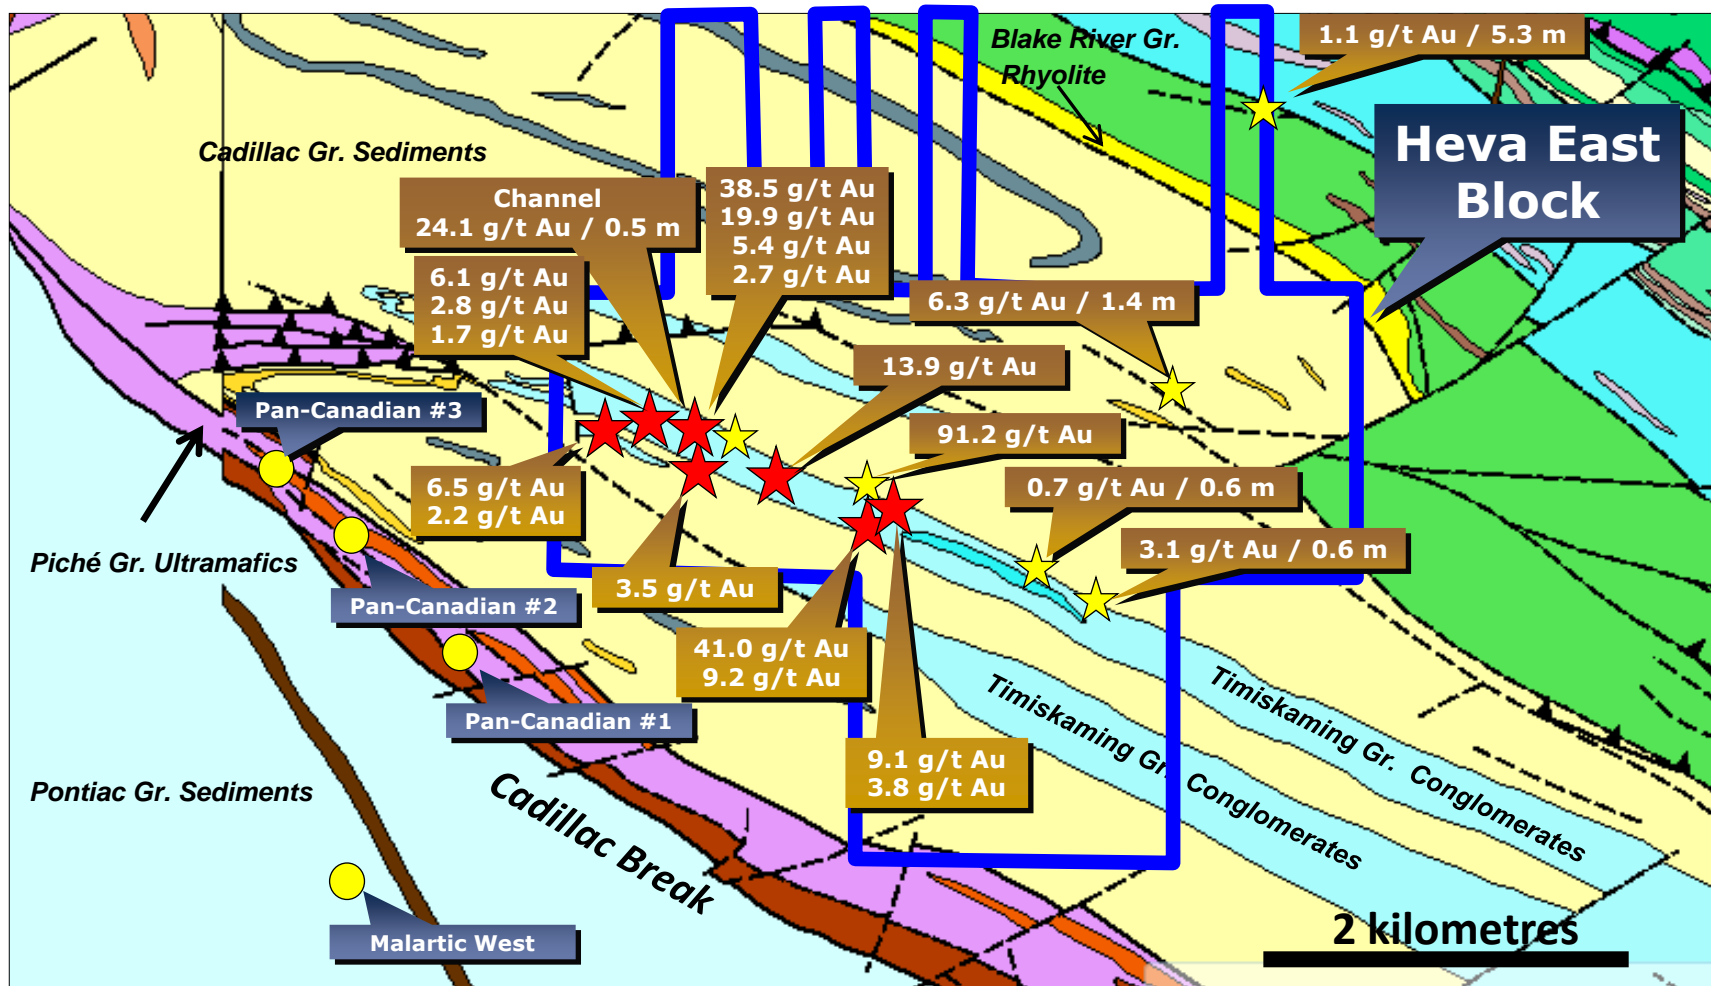 Blake River Gr.
Rhyolite
1.1 g/t Au / 5.3 m
Heva East
Block
Cadillac Gr. Sediments
Channel
24.1 g/t Au / 0.5 m
38.5 g/t Au
19.9 g/t Au
5.4 g/t Au
2.7 g/t Au
6.1 g/t Au
2.8 g/t Au
1.7 g/t Au
6.3 g/t Au / 1.4 m
13.9 g/t Au
Pan-Canadian #3
91.2 g/t Au
6.5 g/t Au
2.2 g/t Au
0.7 g/t Au / 0.6 m
3.1 g/t Au / 0.6 m
Piché Gr. Ultramafics
3.5 g/t Au
Pan-Canadian #2
41.0 g/t Au
9.2 g/t Au
Pan-Canadian #1
9.1 g/t Au
3.8 g/t Au
Timiskaming Gr. Conglomerates
Timiskaming Gr. Conglomerates
Pontiac Gr. Sediments
Cadillac Break
Malartic West
2 kilometres